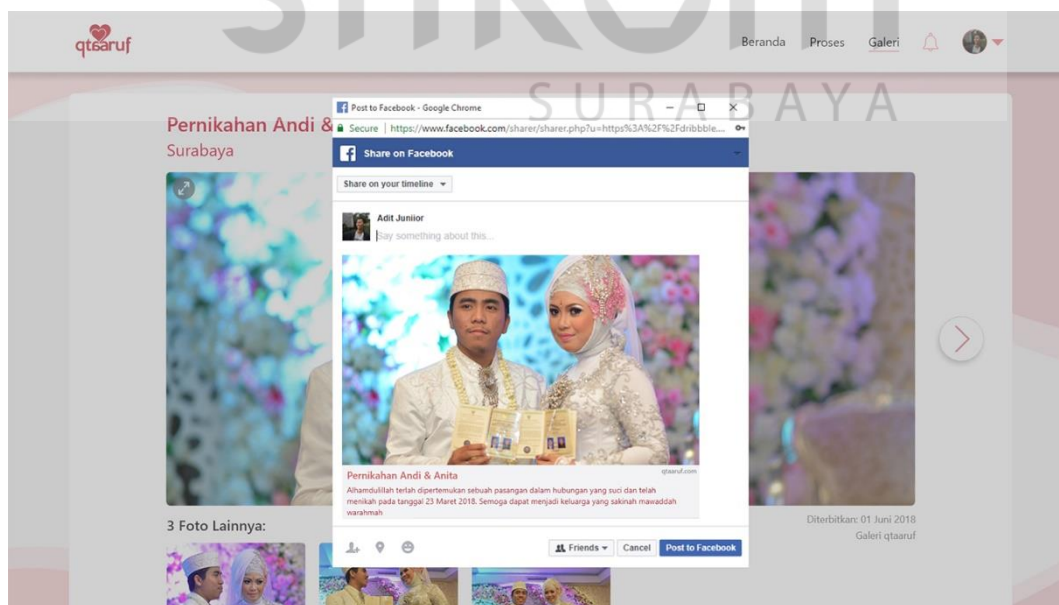 STIKOM
SURABAYA
qtaaruf
Beranda Proses Galeri
Pernikahan Andi &
Surabaya
Post to Facebook - Google Chrome
Secure | https://www.facebook.com/sharer/sharer.php?u=https%3A%2F%2Fdribbble....
Share on Facebook
Share on your timeline
Adit Juniior
Say something about this...
Pernikahan Andi & Anita
qtaaruf.com
Alhamdulillah terlah dipertemukan sebuah pasangan dalam hubungan yang suci dan telah
menikah pada tanggal 23 Maret 2018. Semoga dapat menjadi keluarga yang sakinah mawaddah
warahmah
Friends Cancel Post to Facebook
3 Foto Lainnya:
Diterbitkan: 01 Juni 2018
Galeri qtaaruf